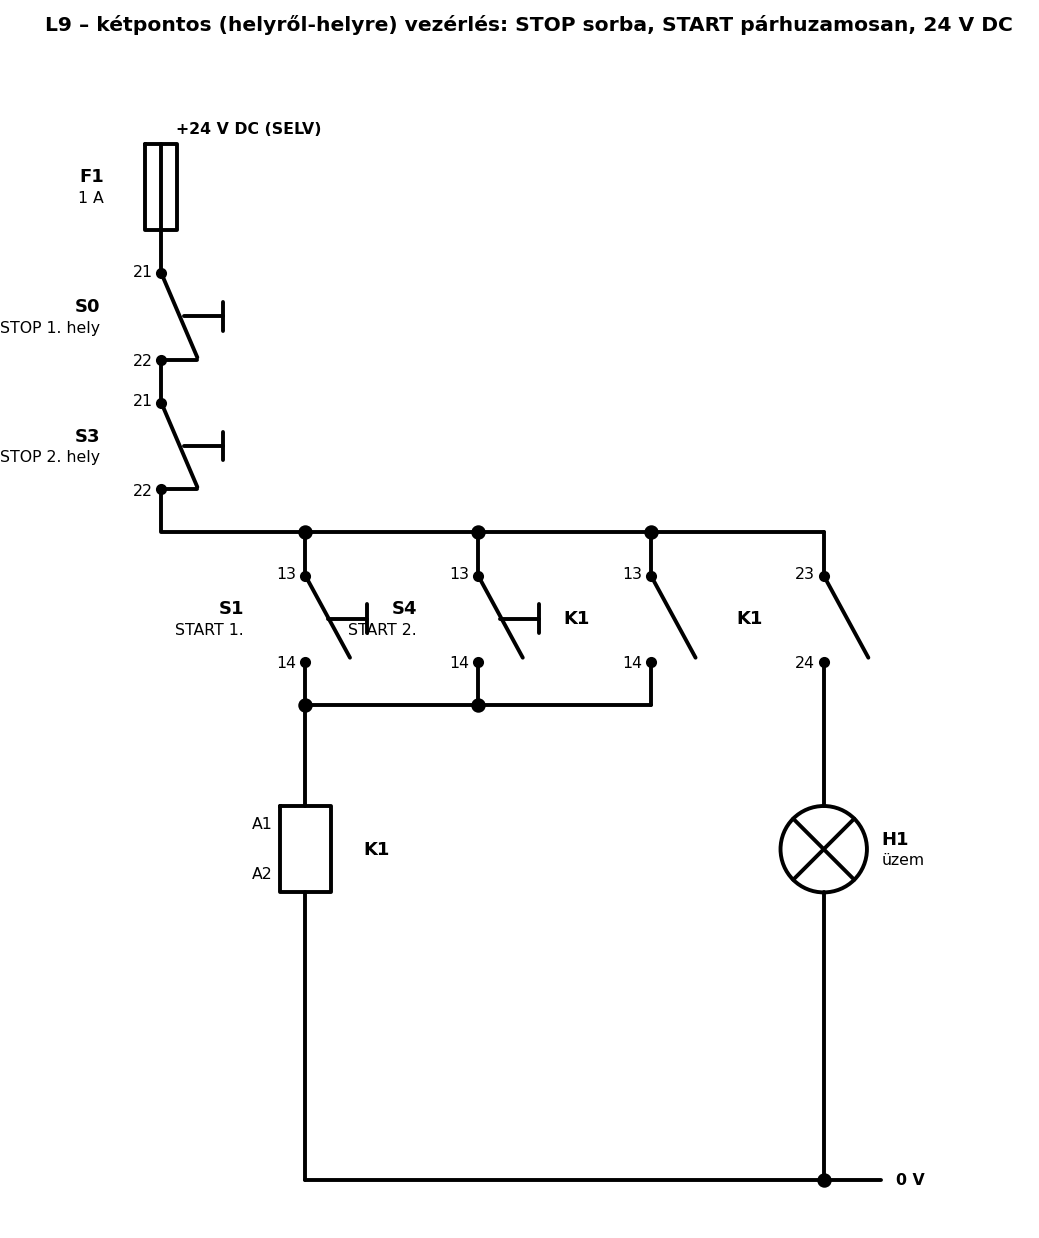 L9 – kétpontos (helyről-helyre) vezérlés: STOP sorba, START párhuzamosan, 24 V DC
+24 V DC (SELV)
F1
1 A
21
S0
STOP 1. hely
22
21
S3
STOP 2. hely
22
13
13
13
23
S1
START 1.
S4
START 2.
K1
K1
14
14
14
24
A1
K1
A2
H1
üzem
0 V